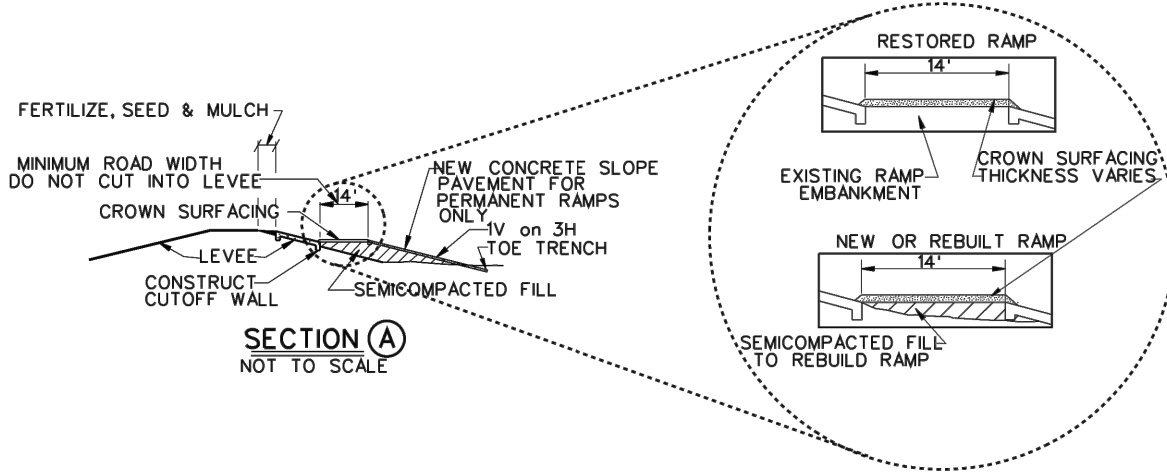 FERTILIZE, SEED & MULCH
MINIMUM ROAD WIDTH
DO NOT CUT INTO LEVEE
14'
CROWN SURFACING
LEVEE
CONSTRUCT
CUTOFF WALL
NEW CONCRETE SLOPE
PAVEMENT FOR
PERMANENT RAMPS
ONLY
1V on 3H
TOE TRENCH
SEMICOMPACTED FILL
SECTION A
NOT TO SCALE
RESTORED RAMP
14'
EXISTING RAMP
EMBANKMENT
CROWN SURFACING
THICKNESS VARIES
NEW OR REBUILT RAMP
14'
SEMICOMPACTED FILL
TO REBUILD RAMP